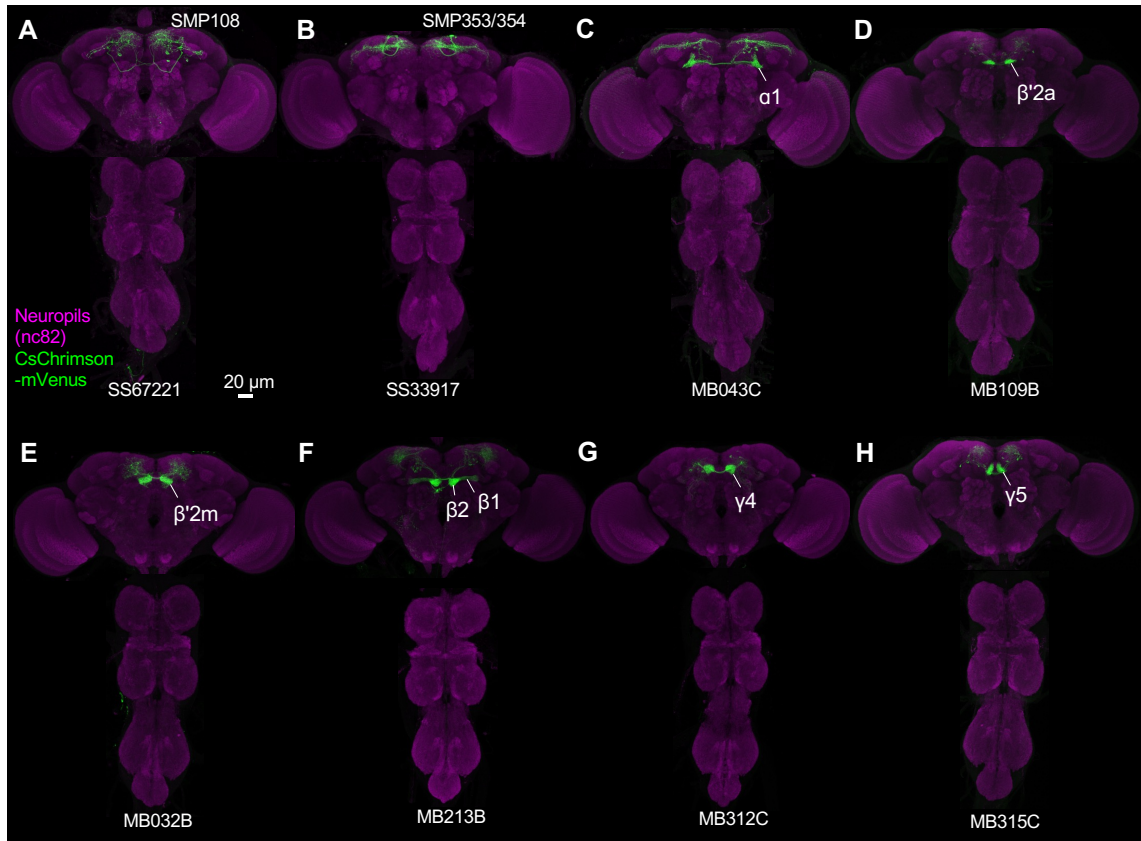 A
SMP108
B
SMP353/354
C
α1
D
β'2a
Neuropils
(nc82)
CsChrimson
-mVenus
SS67221
20 µm
SS33917
MB043C
MB109B
E
β'2m
F
β2
β1
G
γ4
H
γ5
MB032B
MB213B
MB312C
MB315C